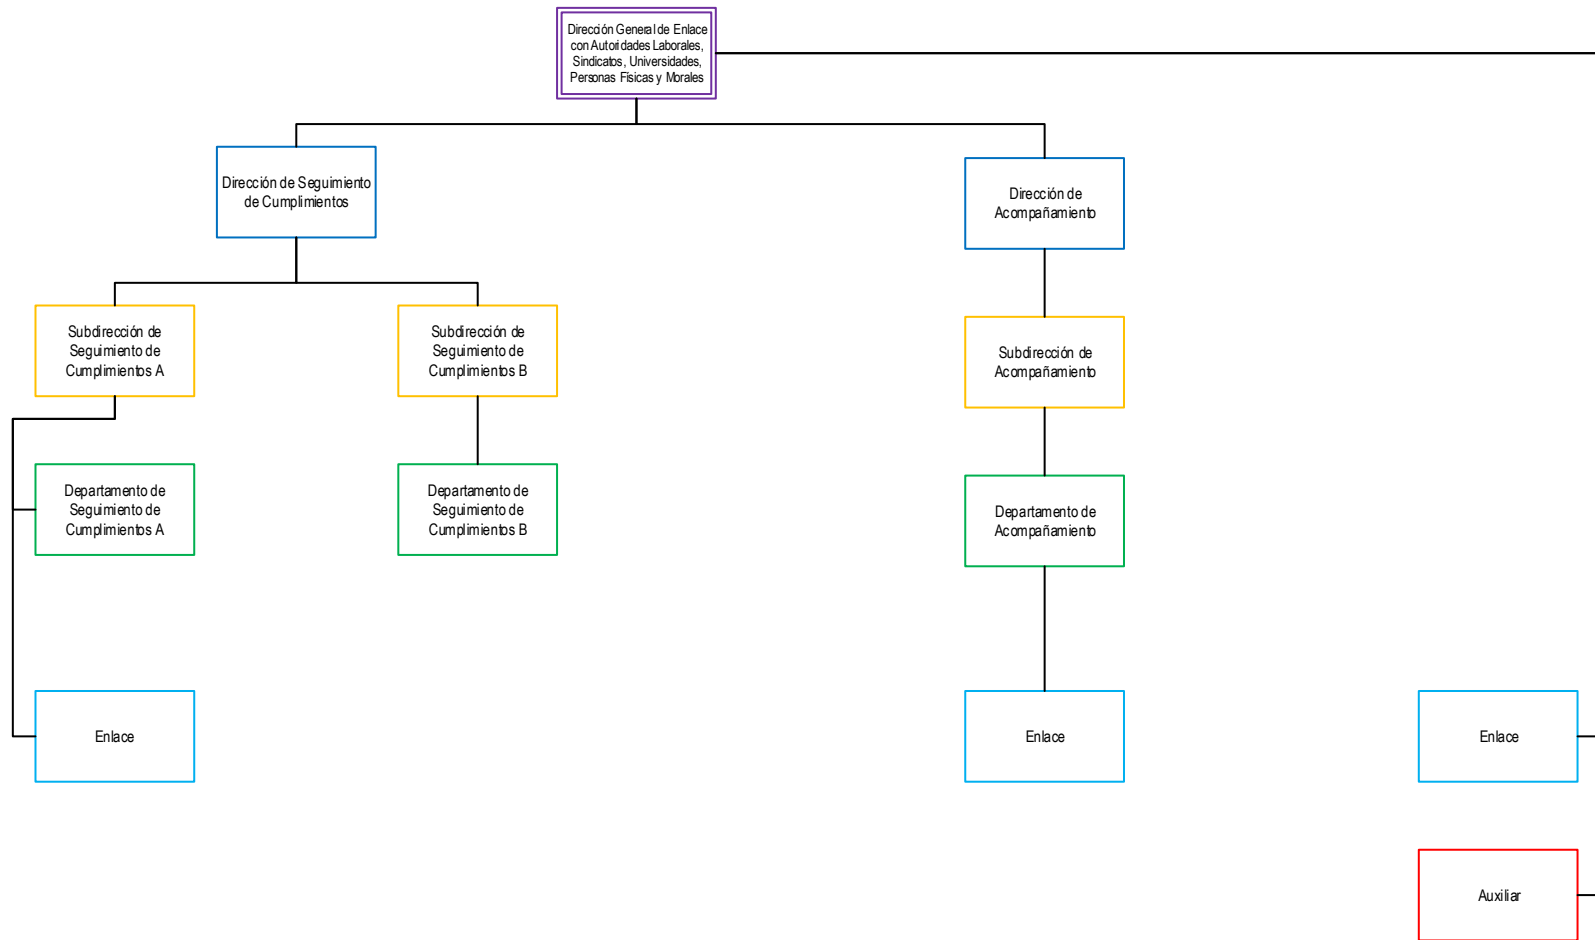 Dirección General de Enlace
con Autoridades Laborales,
Sindicatos, Universidades,
Personas Físicas y Morales
Dirección de Seguimiento
de Cumplimientos
Dirección de
Acompañamiento
Subdirección de
Seguimiento de
Cumplimientos A
Subdirección de
Seguimiento de
Cumplimientos B
Subdirección de
Acompañamiento
Departamento de
Seguimiento de
Cumplimientos A
Departamento de
Seguimiento de
Cumplimientos B
Departamento de
Acompañamiento
Enlace
Enlace
Enlace
Auxiliar